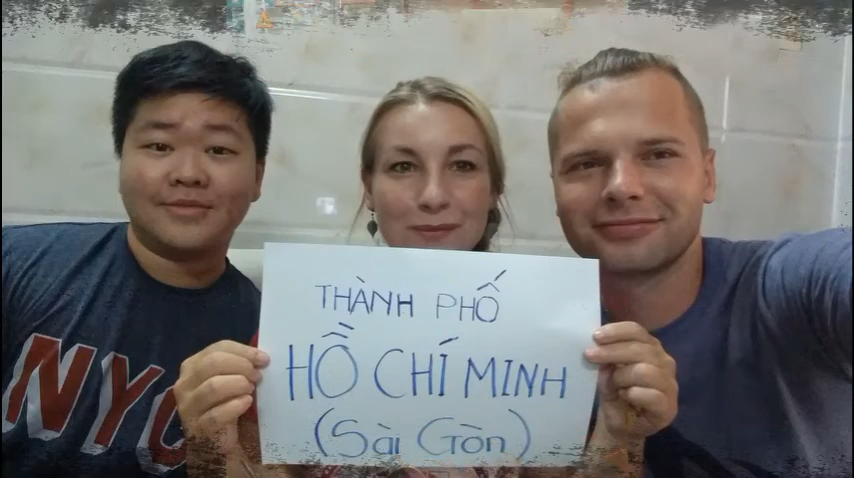 THÀNH PHỐ
HỒ CHÍ MINH
(Sài Gòn)
NYC